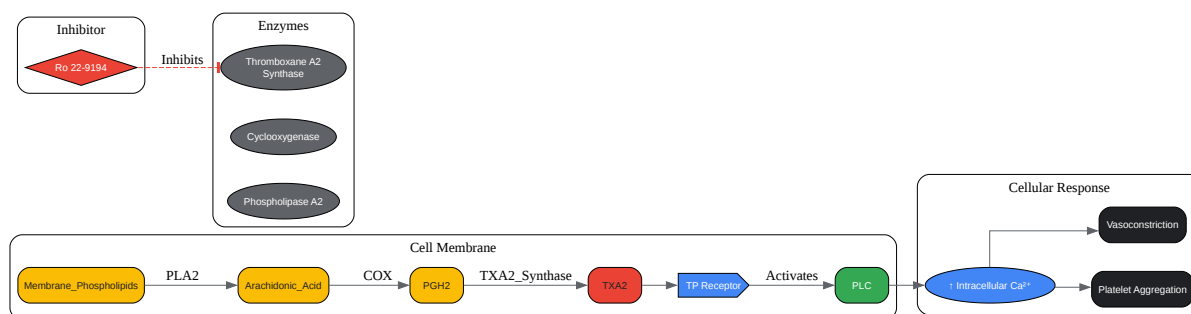 Inhibitor
Ro 22-9194
Inhibits
Enzymes
Thromboxane A2
Synthase
Cyclooxygenase
Phospholipase A2
Cell Membrane
Membrane_Phospholipids
PLA2
Arachidonic_Acid
COX
PGH2
TXA2_Synthase
TXA2
TP Receptor
Activates
PLC
Cellular Response
↑ Intracellular Ca²⁺
Vasoconstriction
Platelet Aggregation